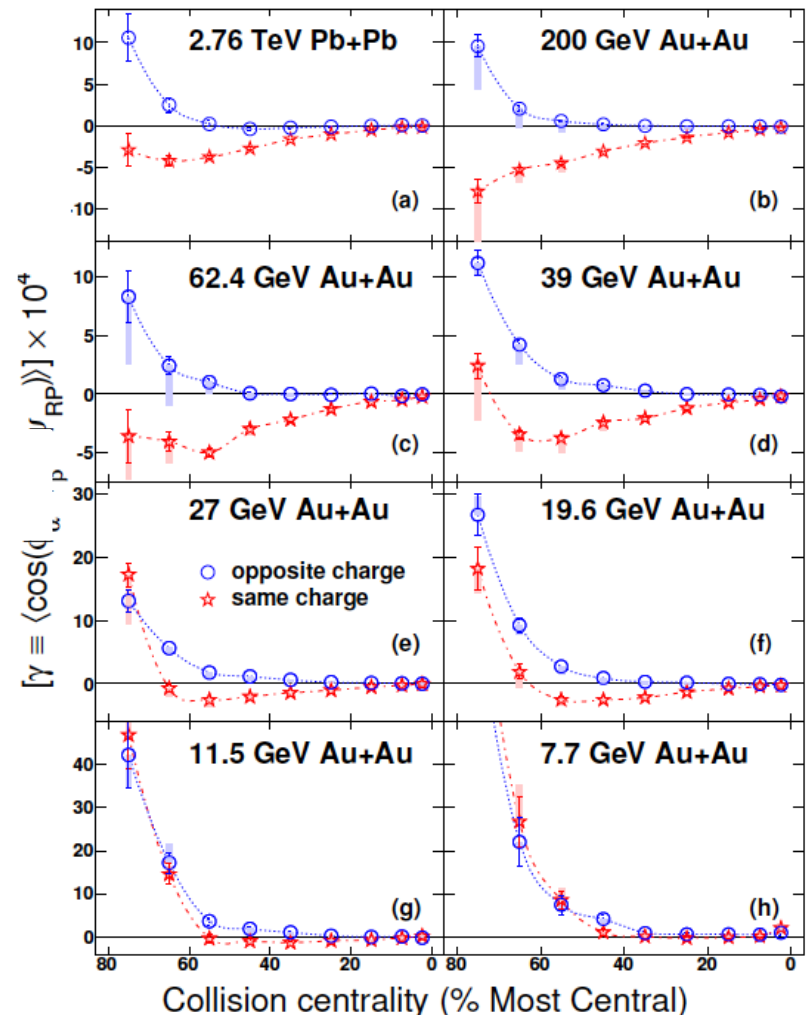 2.76 TeV Pb+Pb
200 GeV Au+Au
10
5
0
-5
10
(a)
(b)
62.4 GeV Au+Au
39 GeV Au+Au
10
5
0
-5
(c)
(d)
27 GeV Au+Au
19.6 GeV Au+Au
30
20
10
0
opposite charge
same charge
(e)
(f)
11.5 GeV Au+Au
7.7 GeV Au+Au
40
30
20
10
0
(g)
(h)
80 60 40 20 0
80 60 40 20 0
Collision centrality (% Most Central)
[γ ≡ ⟨cos(
RP)⟩] × 10⁴